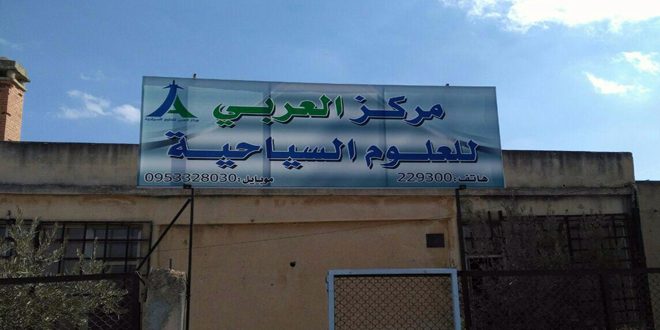 مركز العربي
للعلوم السياحية
هاتف:229300 موبايل:0953328030